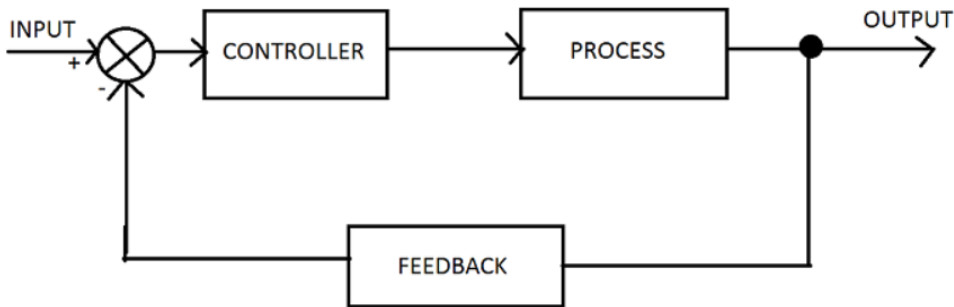 INPUT
OUTPUT
+
CONTROLLER
PROCESS
-
FEEDBACK